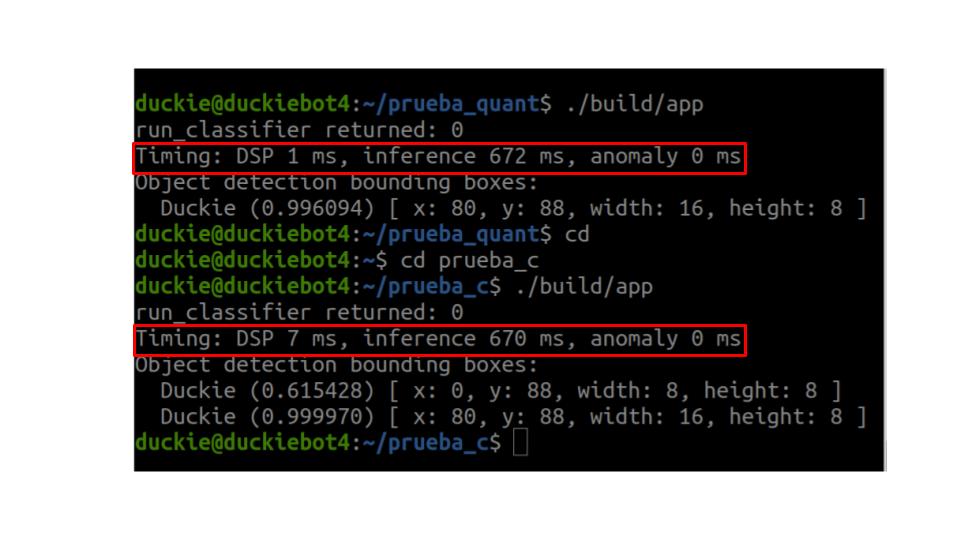 duckie@duckiebot4:~/prueba_quant$ ./build/app
run_classifier returned: 0
Timing: DSP 1 ms, inference 672 ms, anomaly 0 ms
Object detection bounding boxes:
  Duckie (0.996094) [ x: 80, y: 88, width: 16, height: 8 ]
duckie@duckiebot4:~/prueba_quant$ cd
duckie@duckiebot4:~$ cd prueba_c
duckie@duckiebot4:~/prueba_c$ ./build/app
run_classifier returned: 0
Timing: DSP 7 ms, inference 670 ms, anomaly 0 ms
Object detection bounding boxes:
  Duckie (0.615428) [ x: 0, y: 88, width: 8, height: 8 ]
  Duckie (0.999970) [ x: 80, y: 88, width: 16, height: 8 ]
duckie@duckiebot4:~/prueba_c$